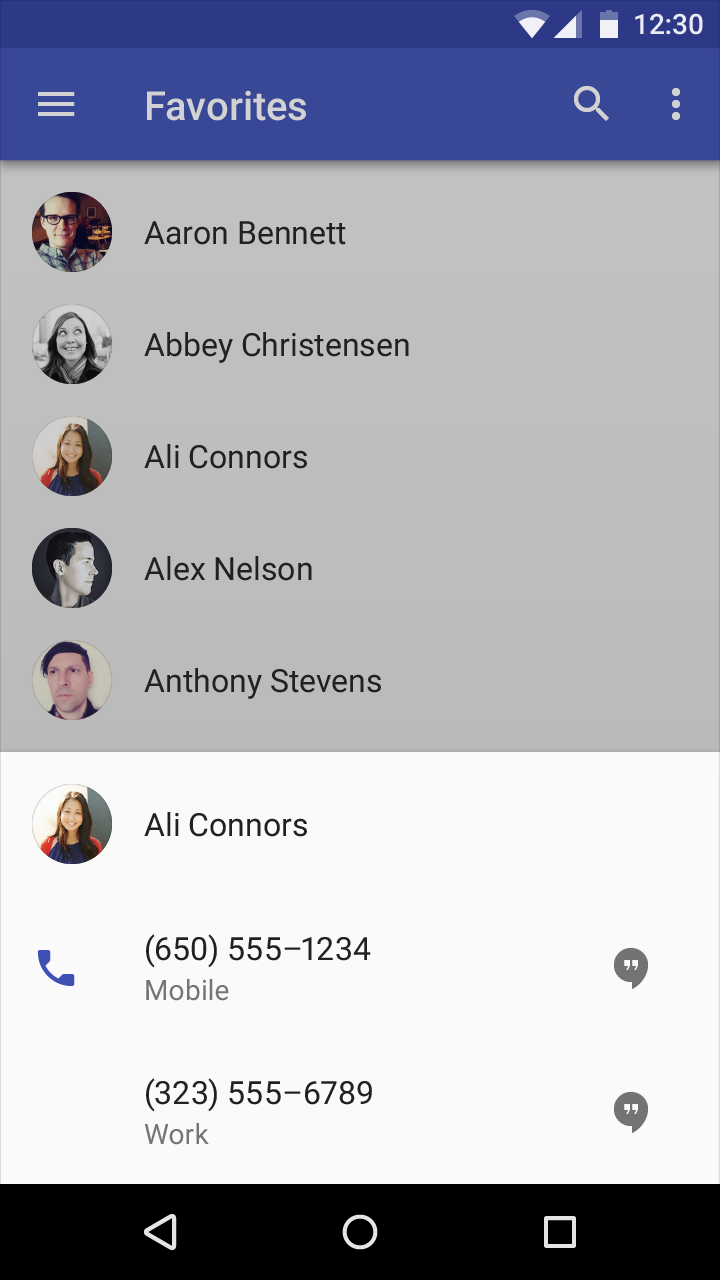 12:30
Favorites
Aaron Bennett
Abbey Christensen
Ali Connors
Alex Nelson
Anthony Stevens
Ali Connors
(650) 555–1234
Mobile
(323) 555–6789
Work